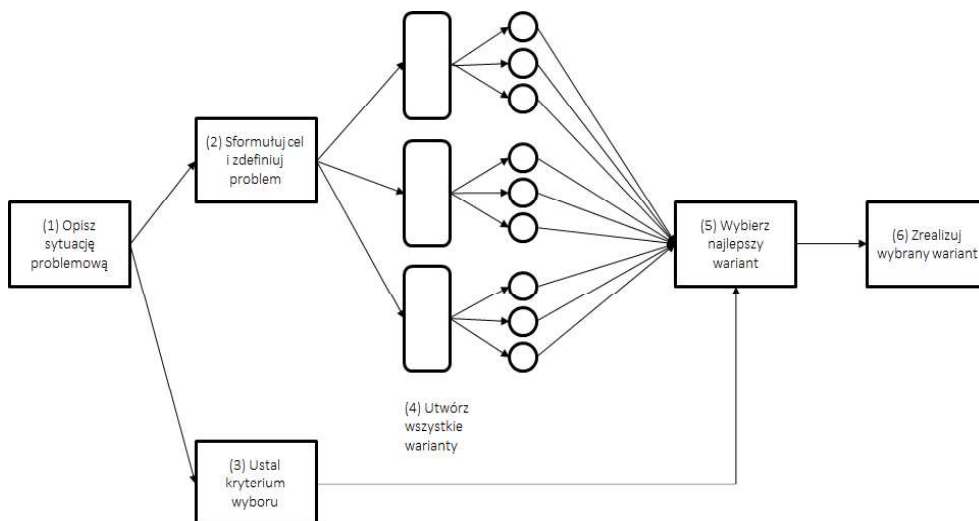 (1) Opisz
sytuację
problemową
(2) Sformułuj cel
i zdefiniuj
problem
(3) Ustal
kryterium
wyboru
(4) Utwórz
wszystkie
warianty
(5) Wybierz
najlepszy
wariant
(6) Zrealizuj
wybrany wariant